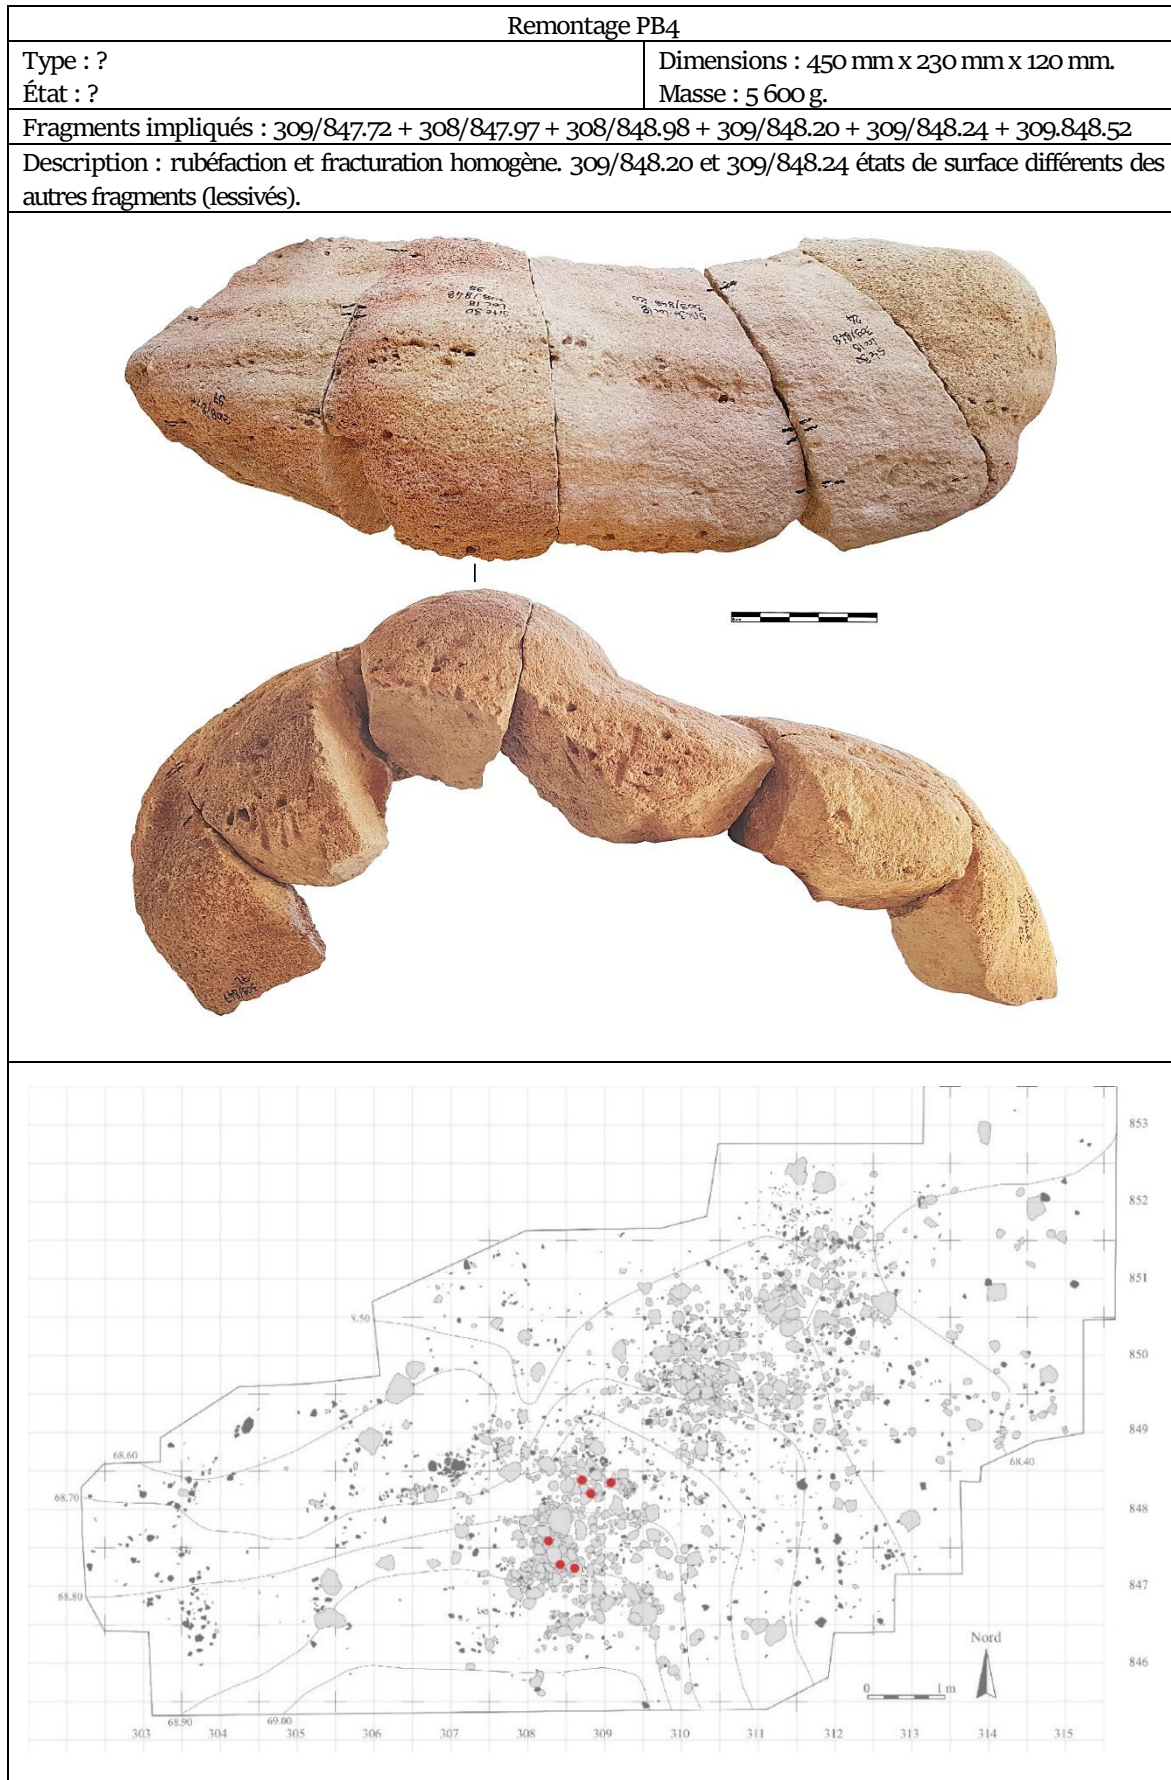 Remontage PB4
Type : ?
État : ?
Dimensions : 450 mm x 230 mm x 120 mm.
Masse : 5 600 g.
Fragments impliqués : 309/847.72 + 308/847.97 + 308/848.98 + 309/848.20 + 309/848.24 + 309.848.52
Description : rubéfaction et fracturation homogène. 309/848.20 et 309/848.24 états de surface différents des
autres fragments (lessivés).
853
852
851
8.50
850
849
68.60
68.40
68.70
848
847
68.80
Nord
846
0 1 m
68.90 69.00
303 304 305 306 307 308 309 310 311 312 313 314 315